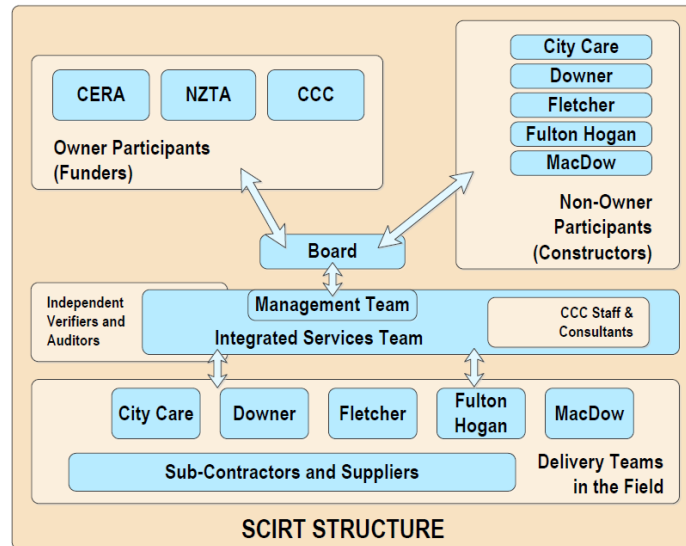 CERA
NZTA
CCC
Owner Participants
(Funders)
City Care
Downer
Fletcher
Fulton Hogan
MacDow
Non-Owner
Participants
(Constructors)
Board
Independent
Verifiers and
Auditors
Management Team
Integrated Services Team
CCC Staff &
Consultants
City Care
Downer
Fletcher
Fulton
Hogan
MacDow
Sub-Contractors and Suppliers
Delivery Teams
in the Field
SCIRT STRUCTURE